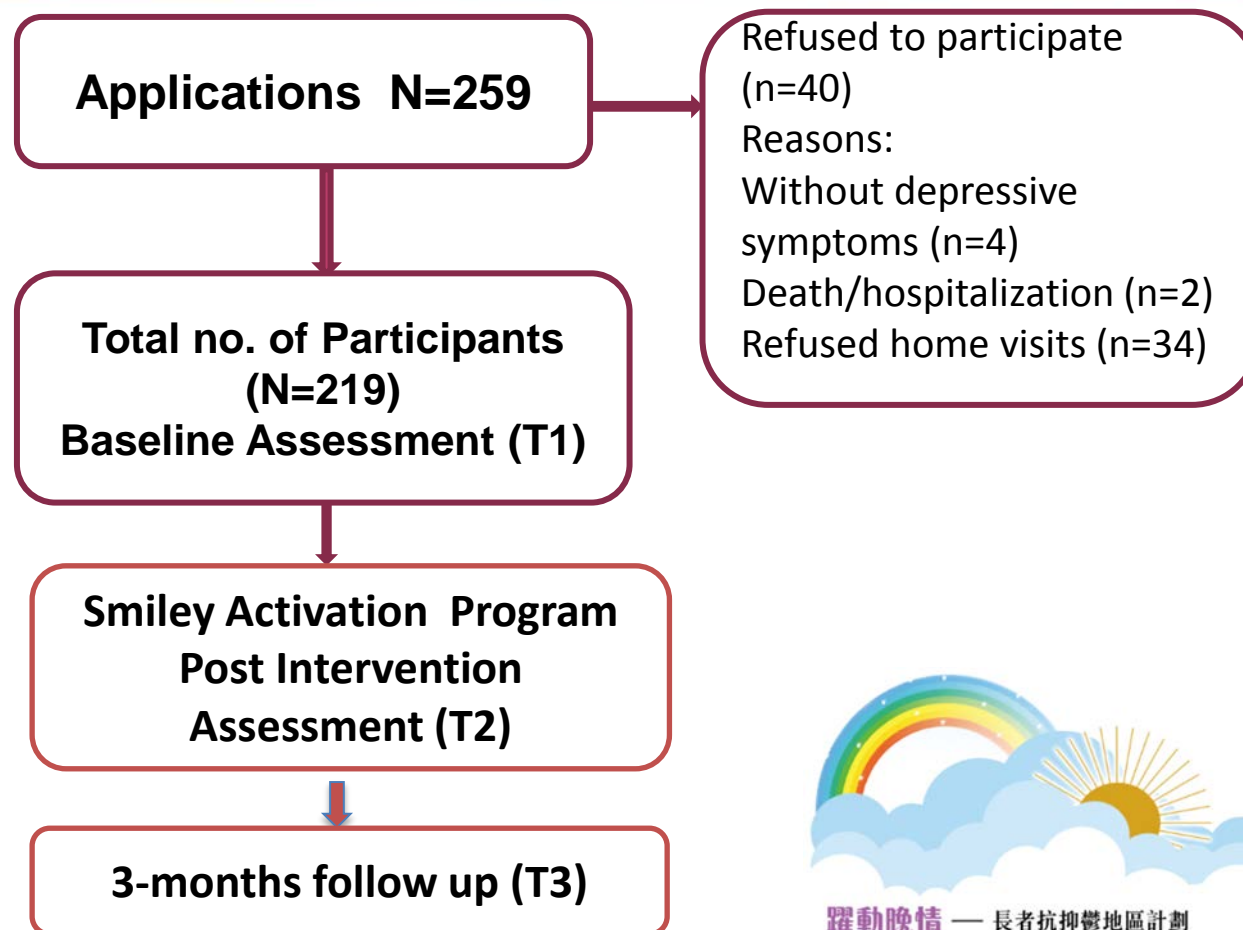 Applications N=259
Refused to participate
(n=40)
Reasons:
Without depressive
symptoms (n=4)
Death/hospitalization (n=2)
Refused home visits (n=34)
Total no. of Participants
(N=219)
Baseline Assessment (T1)
Smiley Activation Program
Post Intervention
Assessment (T2)
3-months follow up (T3)
躍動晚情 — 長者抗抑鬱地區計劃